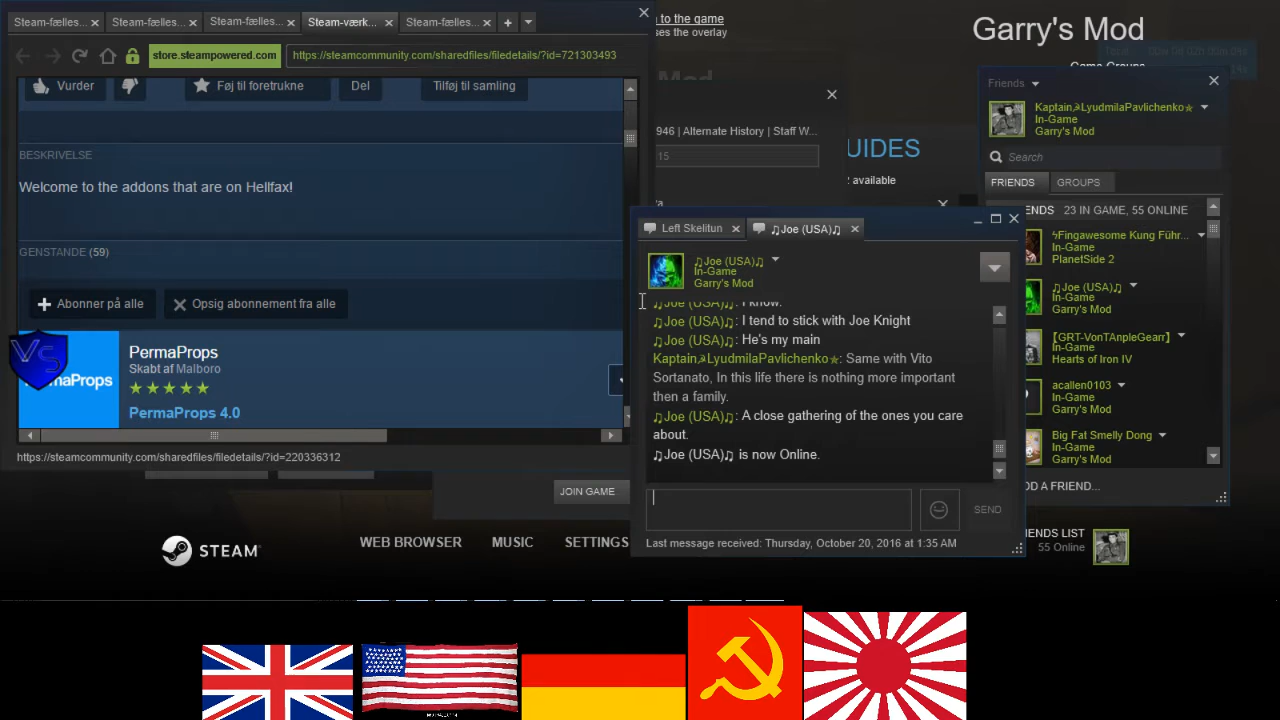 Steam-fælles...
Steam-fælles...
Steam-fælles...
Steam-værk...
Steam-fælles...
store.steampowered.com
https://steamcommunity.com/sharedfiles/filedetails/?id=721303493
Vurder
Føj til foretrukne
Del
Tilføj til samling
BESKRIVELSE
Welcome to the addons that are on Hellfax!
GENSTANDE (59)
Abonner på alle
Opsig abonnement fra alle
VS
PermaProps
Skabt af Malboro
PermaProps 4.0
https://steamcommunity.com/sharedfiles/filedetails/?id=220336312
to the game
ses the overlay
Mod
946 | Alternate History | Staff W...
15
UIDES
available
JOIN GAME
Garry's Mod
Friends
Kaptain☭LyudmilaPavlichenko★
In-Game
Garry's Mod
Search
FRIENDS
GROUPS
ENDS 23 IN GAME, 55 ONLINE
ϟFingawesome Kung Führ...
In-Game
PlanetSide 2
♫Joe (USA)♫
In-Game
Garry's Mod
【GRT-VonTAnpleGearr】
In-Game
Hearts of Iron IV
acallen0103
In-Game
Garry's Mod
Big Fat Smelly Dong
In-Game
Garry's Mod
DD A FRIEND...
Left Skelitun
♫Joe (USA)♫
♫Joe (USA)♫
In-Game
Garry's Mod
♫Joe (USA)♫: I know.
♫Joe (USA)♫: I tend to stick with Joe Knight
♫Joe (USA)♫: He's my main
Kaptain☭LyudmilaPavlichenko★: Same with Vito
Sortanato, In this life there is nothing more important
then a family.
♫Joe (USA)♫: A close gathering of the ones you care
about.
♫Joe (USA)♫ is now Online.
SEND
Last message received: Thursday, October 20, 2016 at 1:35 AM
STEAM
WEB BROWSER
MUSIC
SETTINGS
ENDS LIST
55 Online